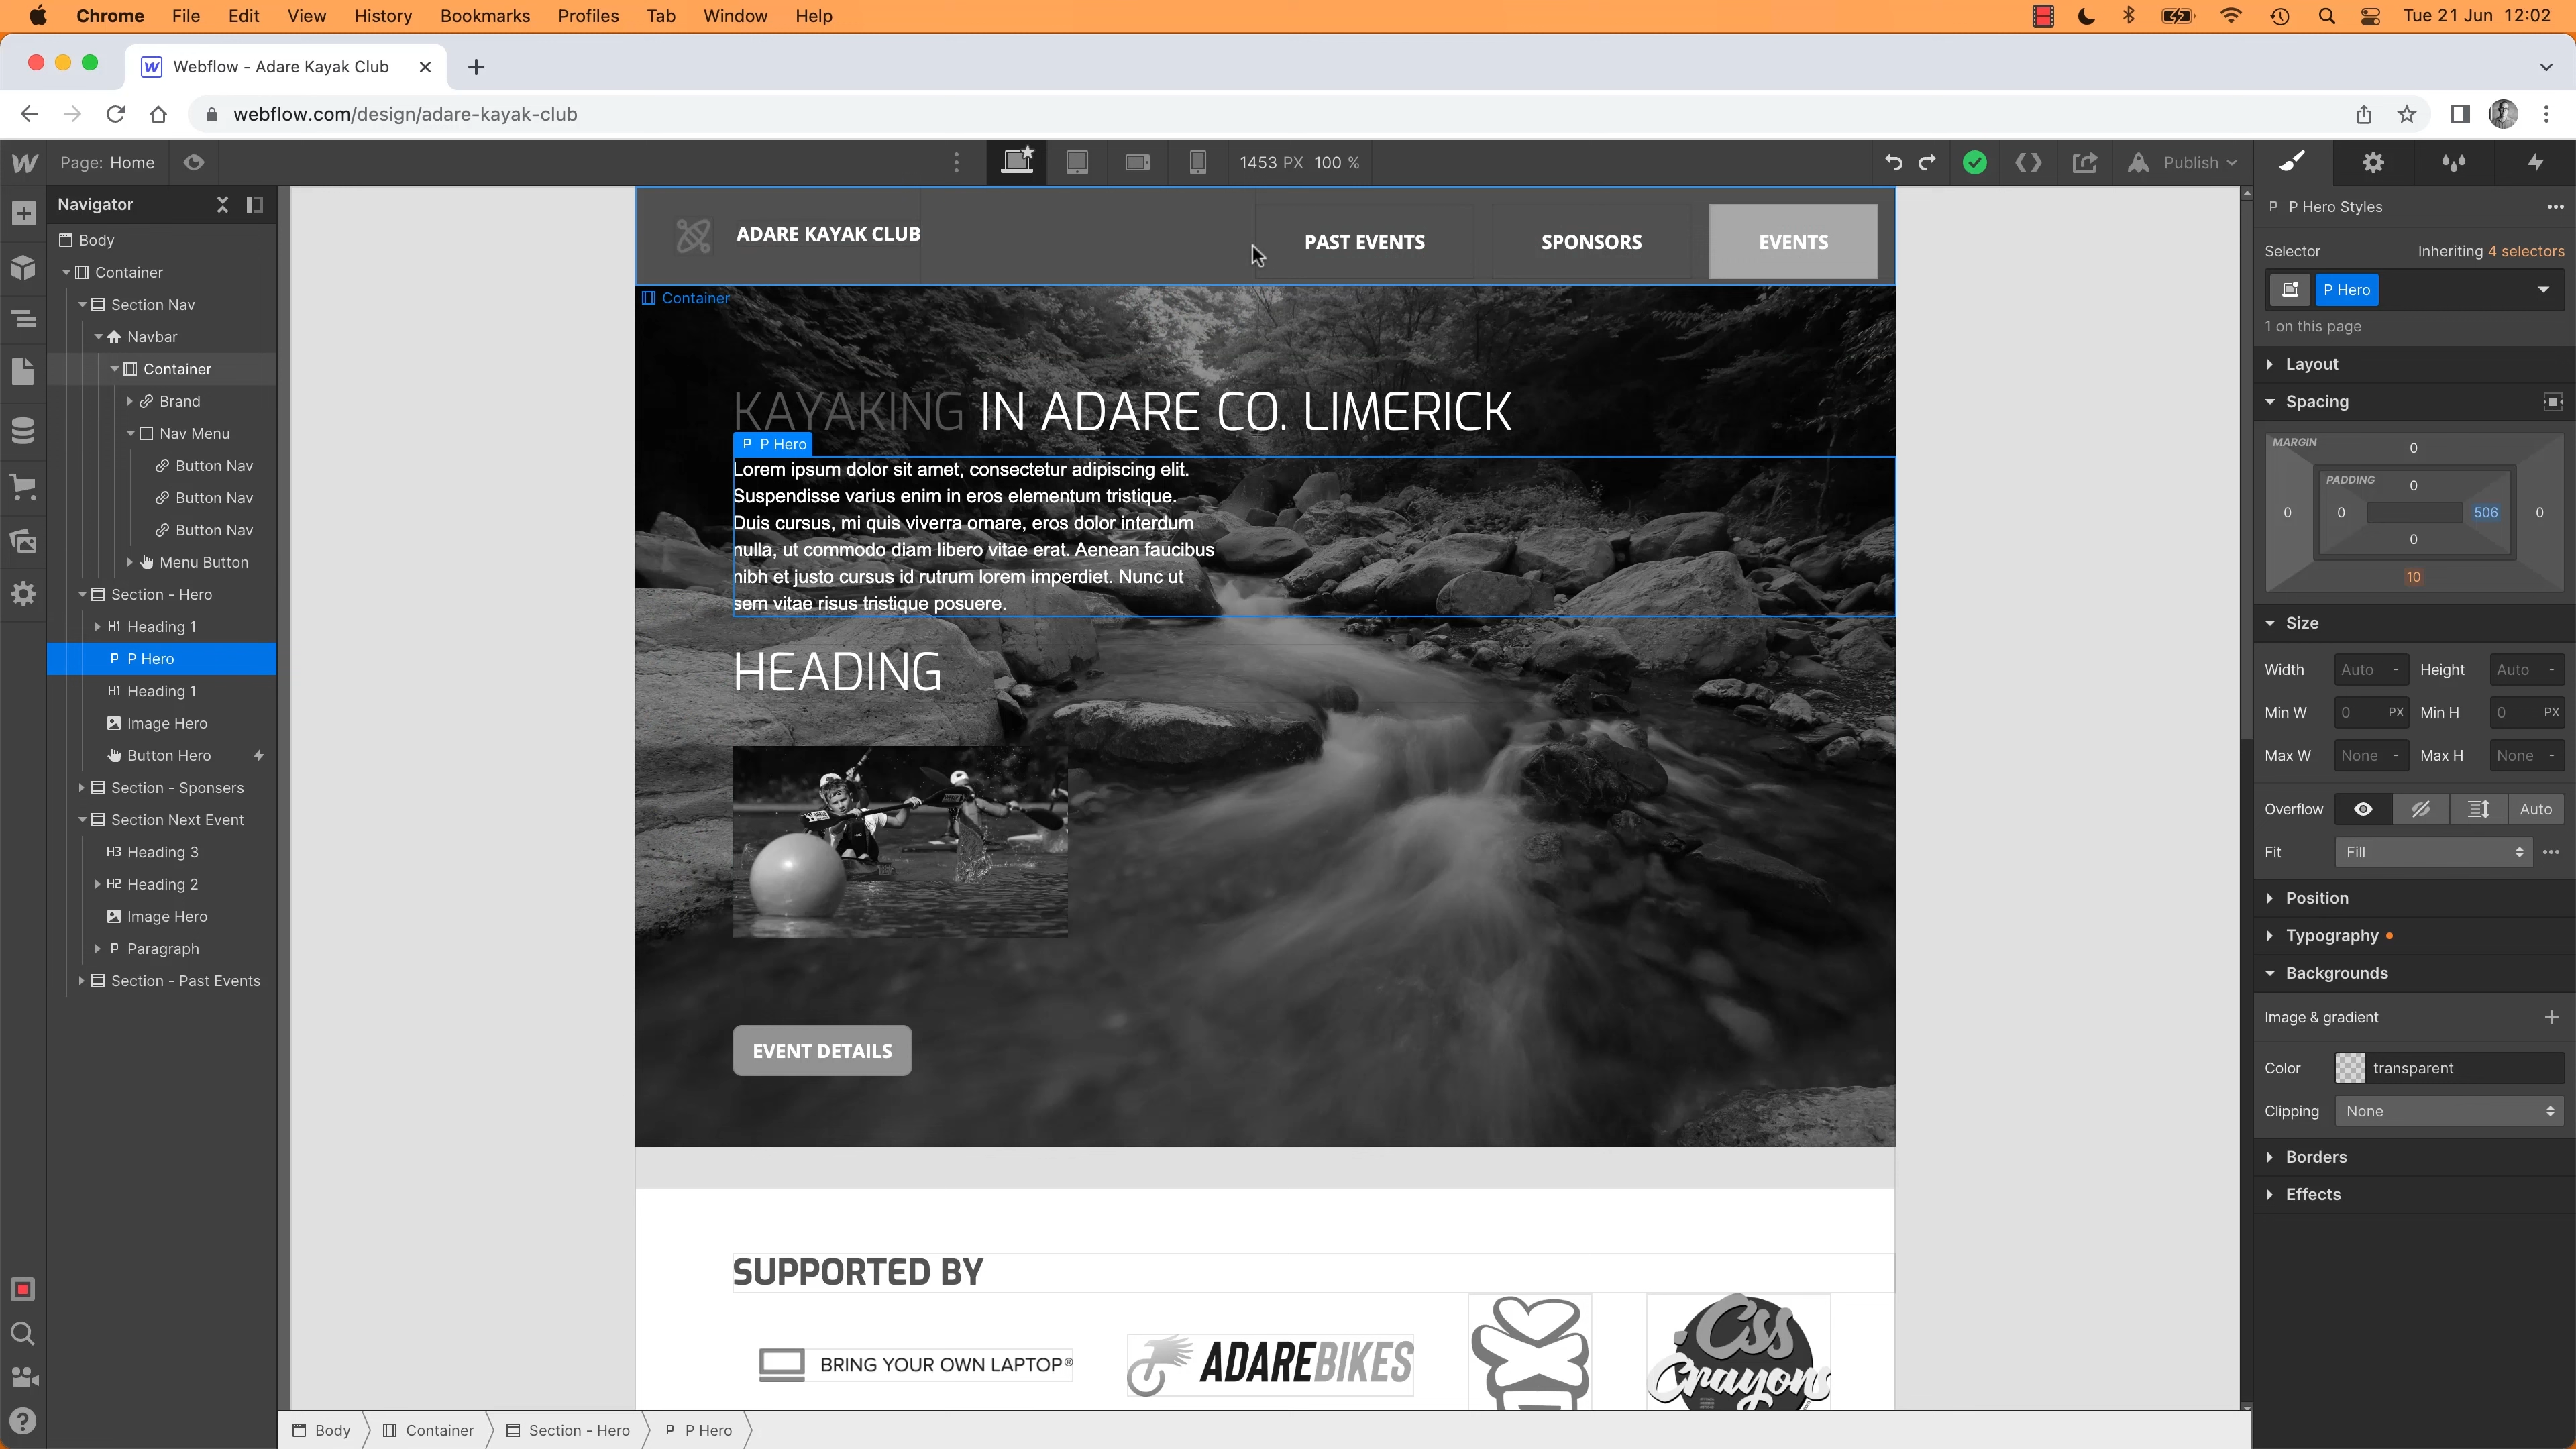 Chrome File Edit View History Bookmarks Profiles Tab Window Help Tue 21 Jun 12:02
Webflow - Adare Kayak Club
webflow.com/design/adare-kayak-club
Page: Home 1453 PX 100 % Publish
Navigator
Body
Container
Section Nav
Navbar
Container
Brand
Nav Menu
Button Nav
Button Nav
Button Nav
Menu Button
Section - Hero
H1 Heading 1
P P Hero
H1 Heading 1
Image Hero
Button Hero
Section - Sponsers
Section Next Event
H3 Heading 3
H2 Heading 2
Image Hero
P Paragraph
Section - Past Events
ADARE KAYAK CLUB PAST EVENTS SPONSORS EVENTS
Container
KAYAKING IN ADARE CO. LIMERICK
P P Hero
Lorem ipsum dolor sit amet, consectetur adipiscing elit.
Suspendisse varius enim in eros elementum tristique.
Duis cursus, mi quis viverra ornare, eros dolor interdum
nulla, ut commodo diam libero vitae erat. Aenean faucibus
nibh et justo cursus id rutrum lorem imperdiet. Nunc ut
sem vitae risus tristique posuere.
HEADING
EVENT DETAILS
SUPPORTED BY
BRING YOUR OWN LAPTOP®
ADAREBIKES
CSS
Crayons
Body Container Section - Hero P P Hero
P P Hero Styles
Selector Inheriting 4 selectors
P Hero
1 on this page
Layout
Spacing
MARGIN 0
PADDING 0
0 0 506 0
0
10
Size
Width Auto - Height Auto -
Min W 0 PX Min H 0 PX
Max W None - Max H None -
Overflow Auto
Fit Fill
Position
Typography
Backgrounds
Image & gradient
Color transparent
Clipping None
Borders
Effects